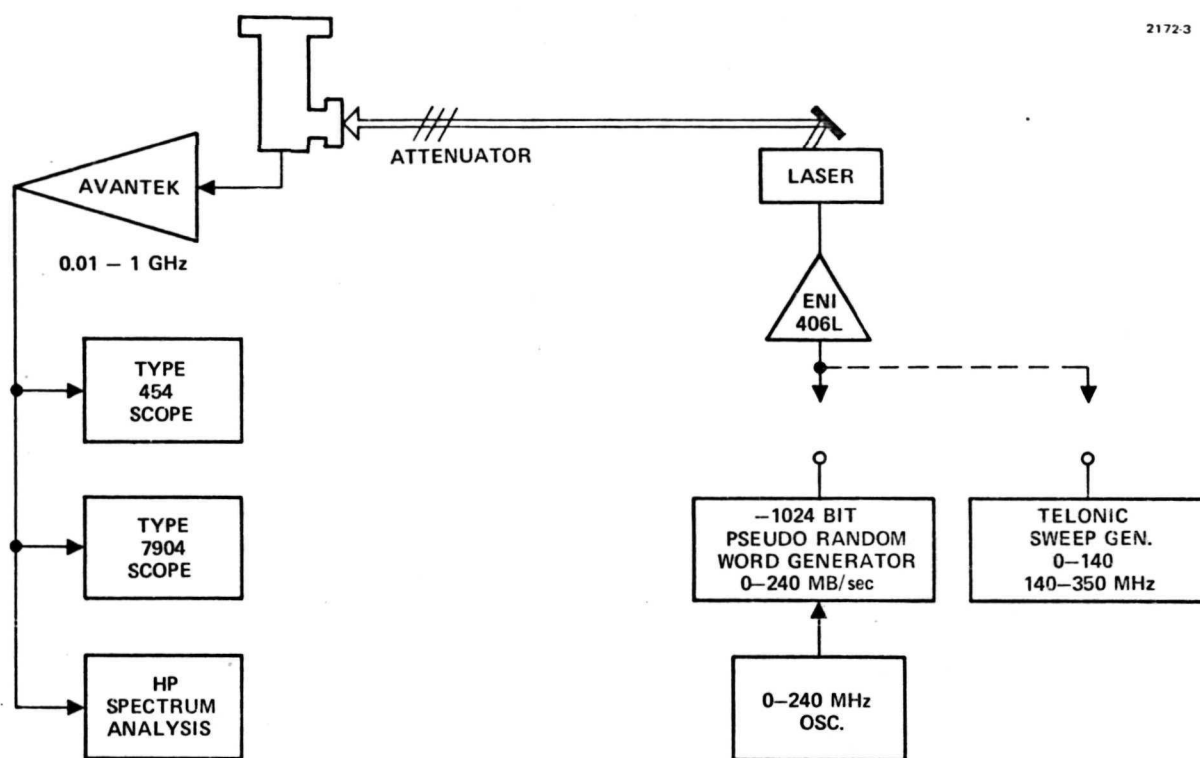 2172-3
ATTENUATOR
LASER
AVANTEK
0.01 – 1 GHz
ENI
406L
TYPE
454
SCOPE
TYPE
7904
SCOPE
–1024 BIT
PSEUDO RANDOM
WORD GENERATOR
0–240 MB/sec
TELONIC
SWEEP GEN.
0–140
140–350 MHz
HP
SPECTRUM
ANALYSIS
0–240 MHz
OSC.